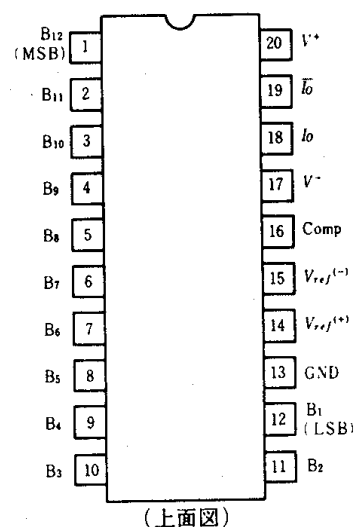 B12 (MSB) 1
B11 2
B10 3
B9 4
B8 5
B7 6
B6 7
B5 8
B4 9
B3 10
20 V+
19 Io̅
18 Io
17 V-
16 Comp
15 Vref(-)
14 Vref(+)
13 GND
12 B1 (LSB)
11 B2
(上面図)